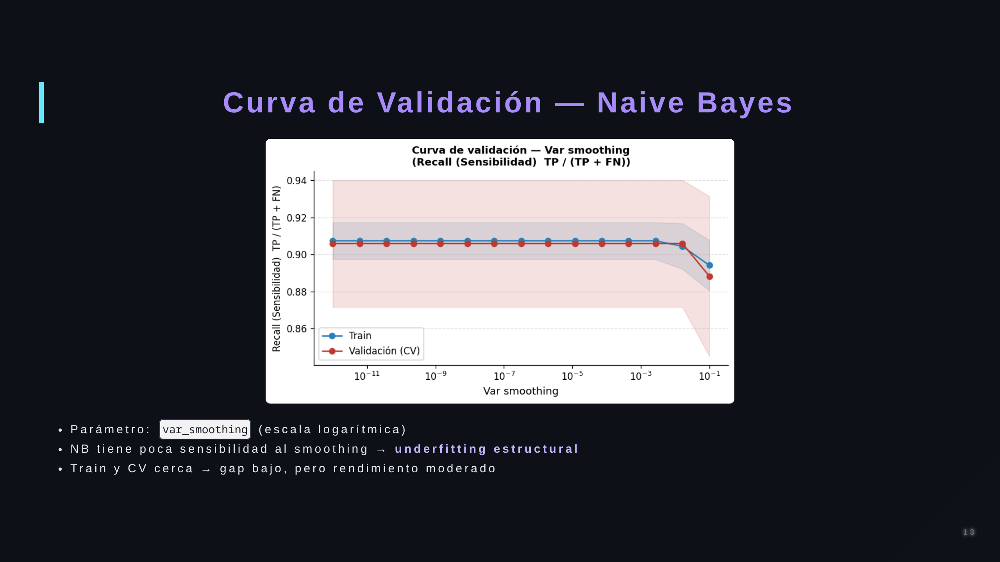 Curva de Validación — Naive Bayes
Curva de validación — Var smoothing
(Recall (Sensibilidad) TP / (TP + FN))
Recall (Sensibilidad) TP / (TP + FN)
0.94
0.92
0.90
0.88
0.86
Train
Validación (CV)
10⁻¹¹ 10⁻⁹ 10⁻⁷ 10⁻⁵ 10⁻³ 10⁻¹
Var smoothing
• Parámetro: var_smoothing (escala logarítmica)
• NB tiene poca sensibilidad al smoothing → underfitting estructural
• Train y CV cerca → gap bajo, pero rendimiento moderado
13